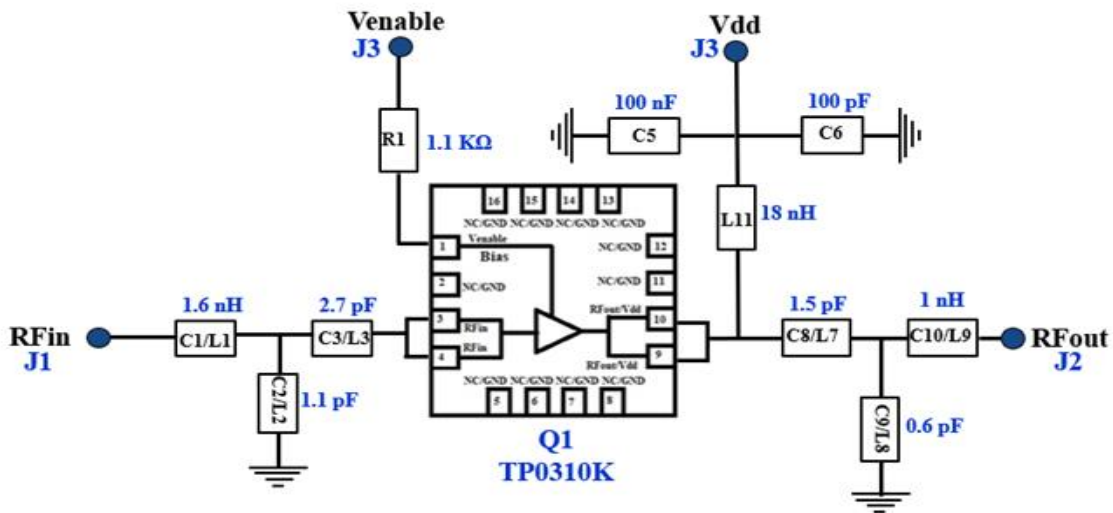 Venable
J3
Vdd
J3
100 nF
100 pF
C5
C6
R1
1.1 KΩ
L11
18 nH
16 15 14 13
NC/GND NC/GND NC/GND NC/GND
1
Venable
Bias
NC/GND
12
2
NC/GND
NC/GND
11
1.6 nH
2.7 pF
3
RFin
RFout/Vdd
10
1.5 pF
1 nH
RFin
J1
C1/L1
C3/L3
4
RFin
RFout/Vdd
9
C8/L7
C10/L9
RFout
J2
C2/L2
1.1 pF
NC/GND NC/GND NC/GND NC/GND
5 6 7 8
C9/L8
0.6 pF
Q1
TP0310K